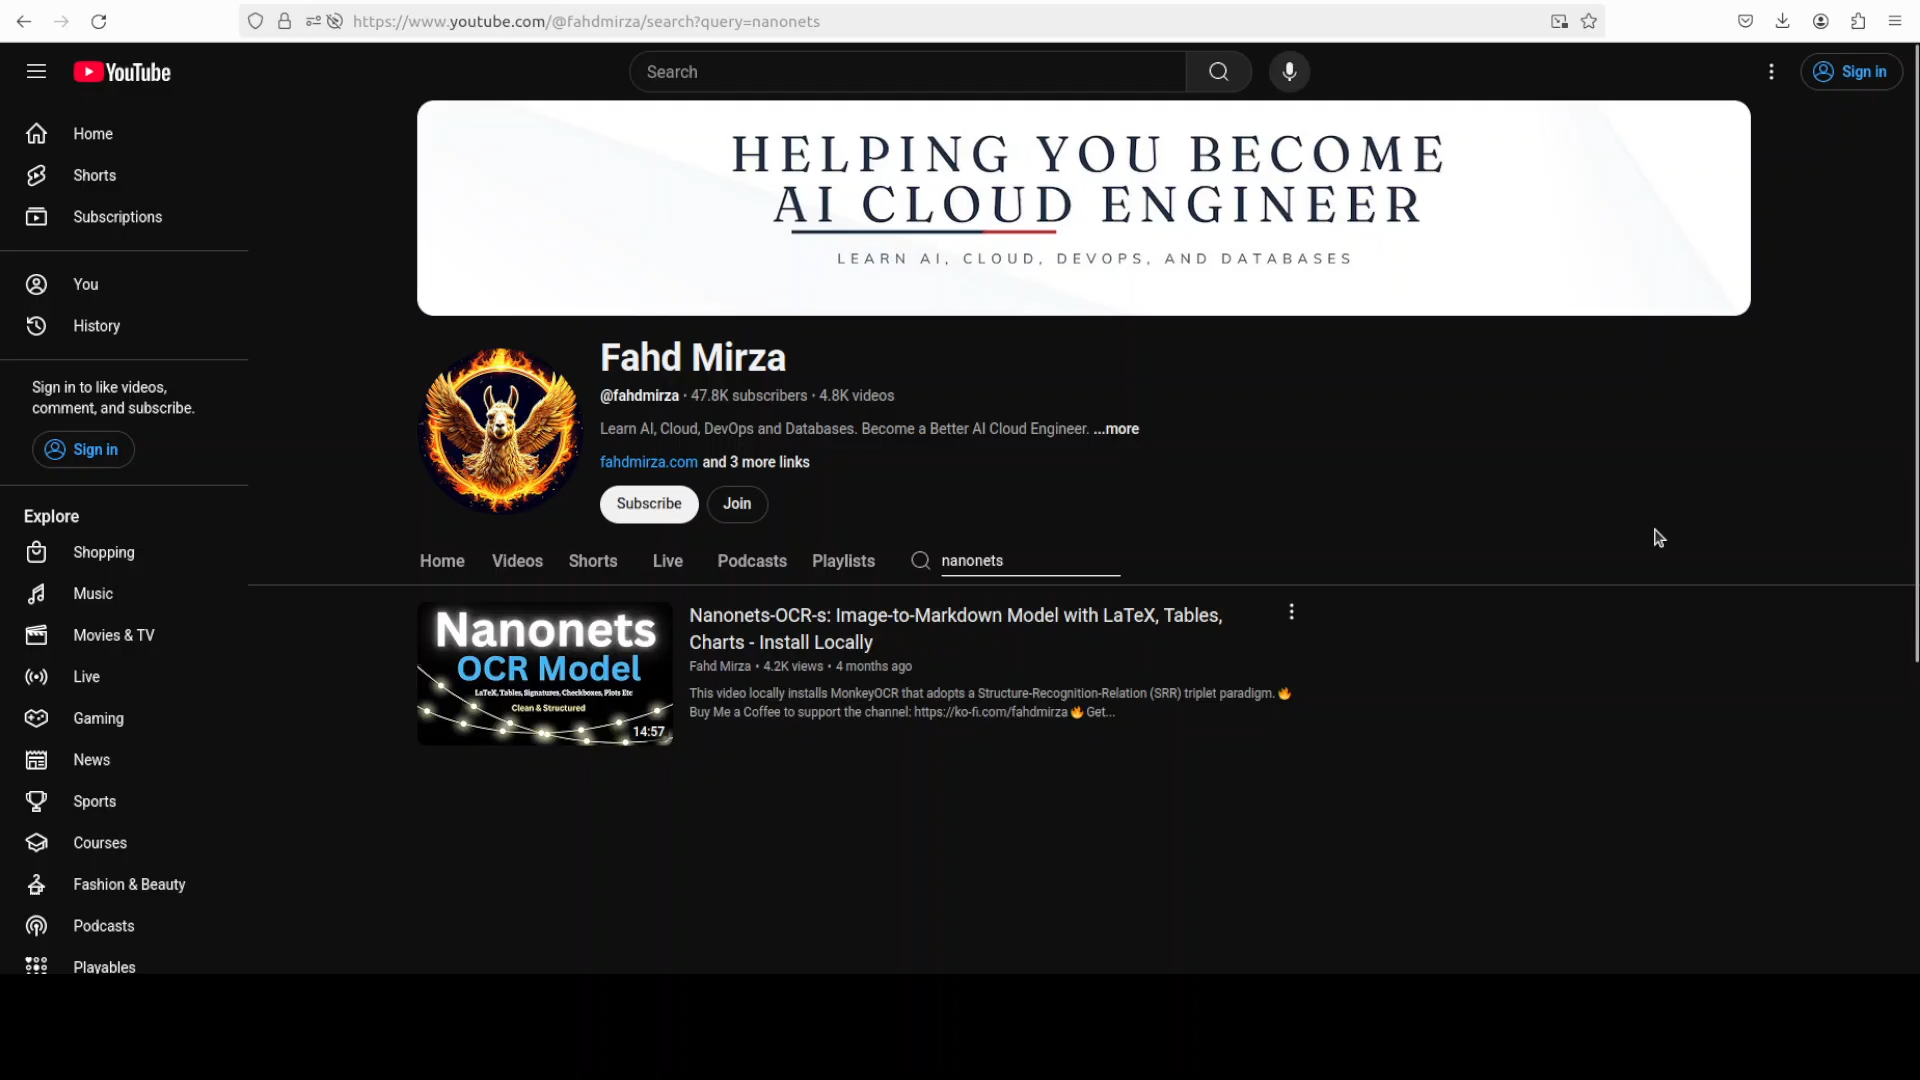 https://www.youtube.com/@fahdmirza/search?query=nanonets
YouTube
Search
Sign in
Home
Shorts
Subscriptions
You
History
Sign in to like videos,
comment, and subscribe.
Sign in
Explore
Shopping
Music
Movies & TV
Live
Gaming
News
Sports
Courses
Fashion & Beauty
Podcasts
Playables
HELPING YOU BECOME
AI CLOUD ENGINEER
LEARN AI, CLOUD, DEVOPS, AND DATABASES
Fahd Mirza
@fahdmirza • 47.8K subscribers • 4.8K videos
Learn AI, Cloud, DevOps and Databases. Become a Better AI Cloud Engineer. ...more
fahdmirza.com and 3 more links
Subscribe Join
Home Videos Shorts Live Podcasts Playlists nanonets
Nanonets
OCR Model
LaTeX, Tables, Signatures, Checkboxes, Plots Etc
Clean & Structured
14:57
Nanonets-OCR-s: Image-to-Markdown Model with LaTeX, Tables,
Charts - Install Locally
Fahd Mirza • 4.2K views • 4 months ago
This video locally installs MonkeyOCR that adopts a Structure-Recognition-Relation (SRR) triplet paradigm. 🔥
Buy Me a Coffee to support the channel: https://ko-fi.com/fahdmirza 🔥 Get...